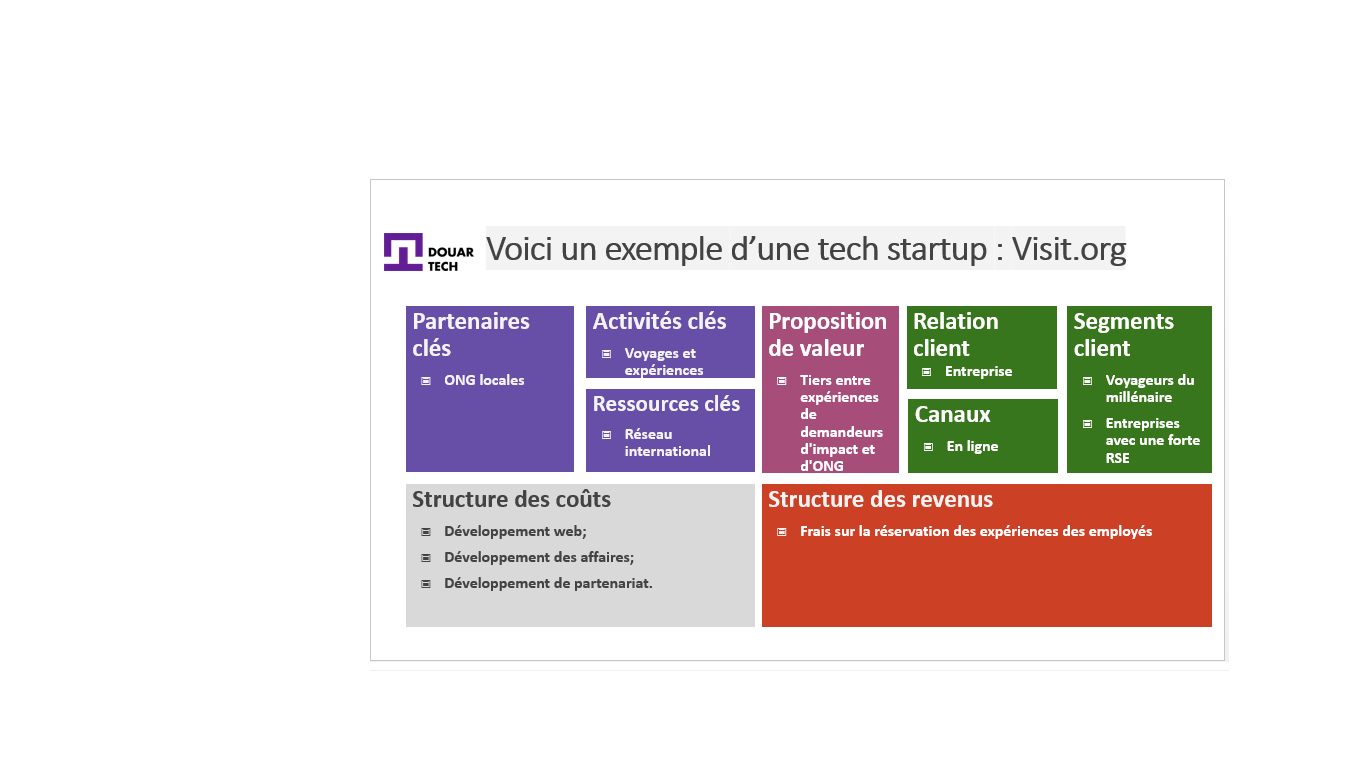 DOUAR
TECH
Voici un exemple d’une tech startup : Visit.org
Partenaires
clés
ONG locales
Activités clés
Voyages et
expériences
Ressources clés
Réseau
international
Proposition
de valeur
Tiers entre
expériences
de
demandeurs
d'impact et
d'ONG
Relation
client
Entreprise
Canaux
En ligne
Segments
client
Voyageurs du
millénaire
Entreprises
avec une forte
RSE
Structure des coûts
Développement web;
Développement des affaires;
Développement de partenariat.
Structure des revenus
Frais sur la réservation des expériences des employés